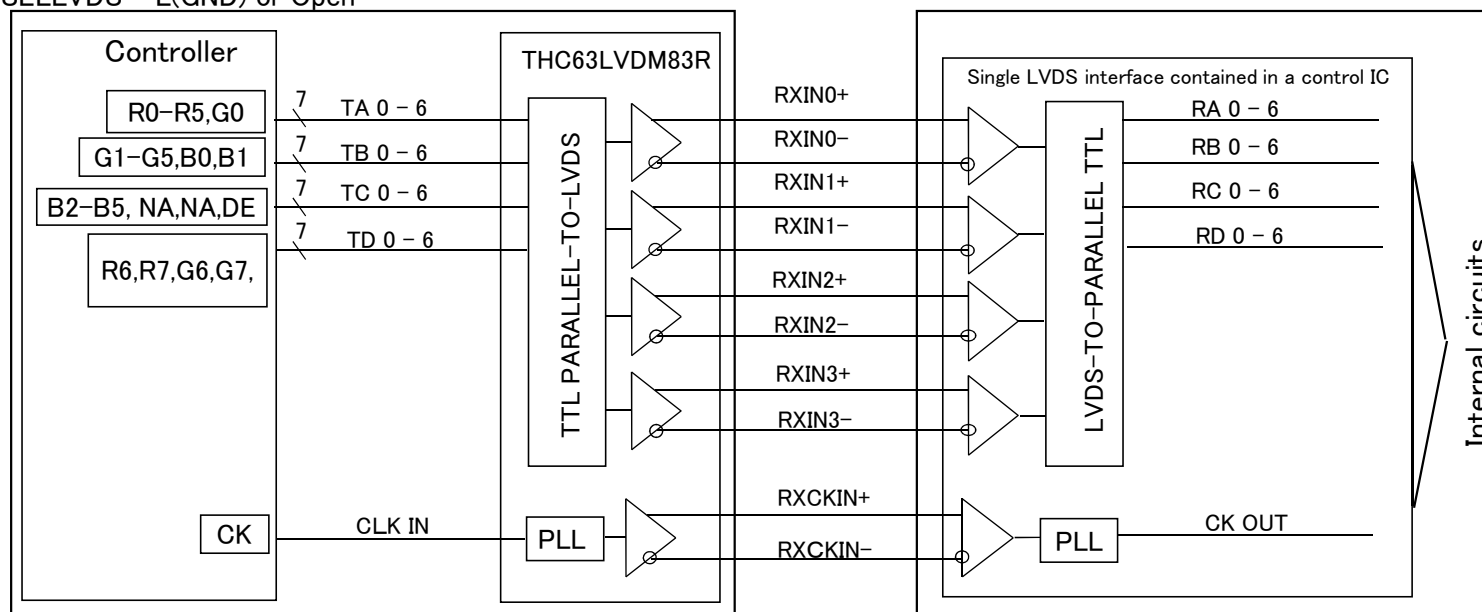 SELLVDS = L(GND) or Open
Controller
R0-R5,G0
G1-G5,B0,B1
B2-B5, NA,NA,DE
R6,R7,G6,G7,
CK
7 TA 0 - 6
7 TB 0 - 6
7 TC 0 - 6
7 TD 0 - 6
CLK IN
THC63LVDM83R
TTL PARALLEL-TO-LVDS
PLL
RXIN0+
RXIN0-
RXIN1+
RXIN1-
RXIN2+
RXIN2-
RXIN3+
RXIN3-
RXCKIN+
RXCKIN-
Single LVDS interface contained in a control IC
LVDS-TO-PARALLEL TTL
PLL
RA 0 - 6
RB 0 - 6
RC 0 - 6
RD 0 - 6
CK OUT
Internal circuits